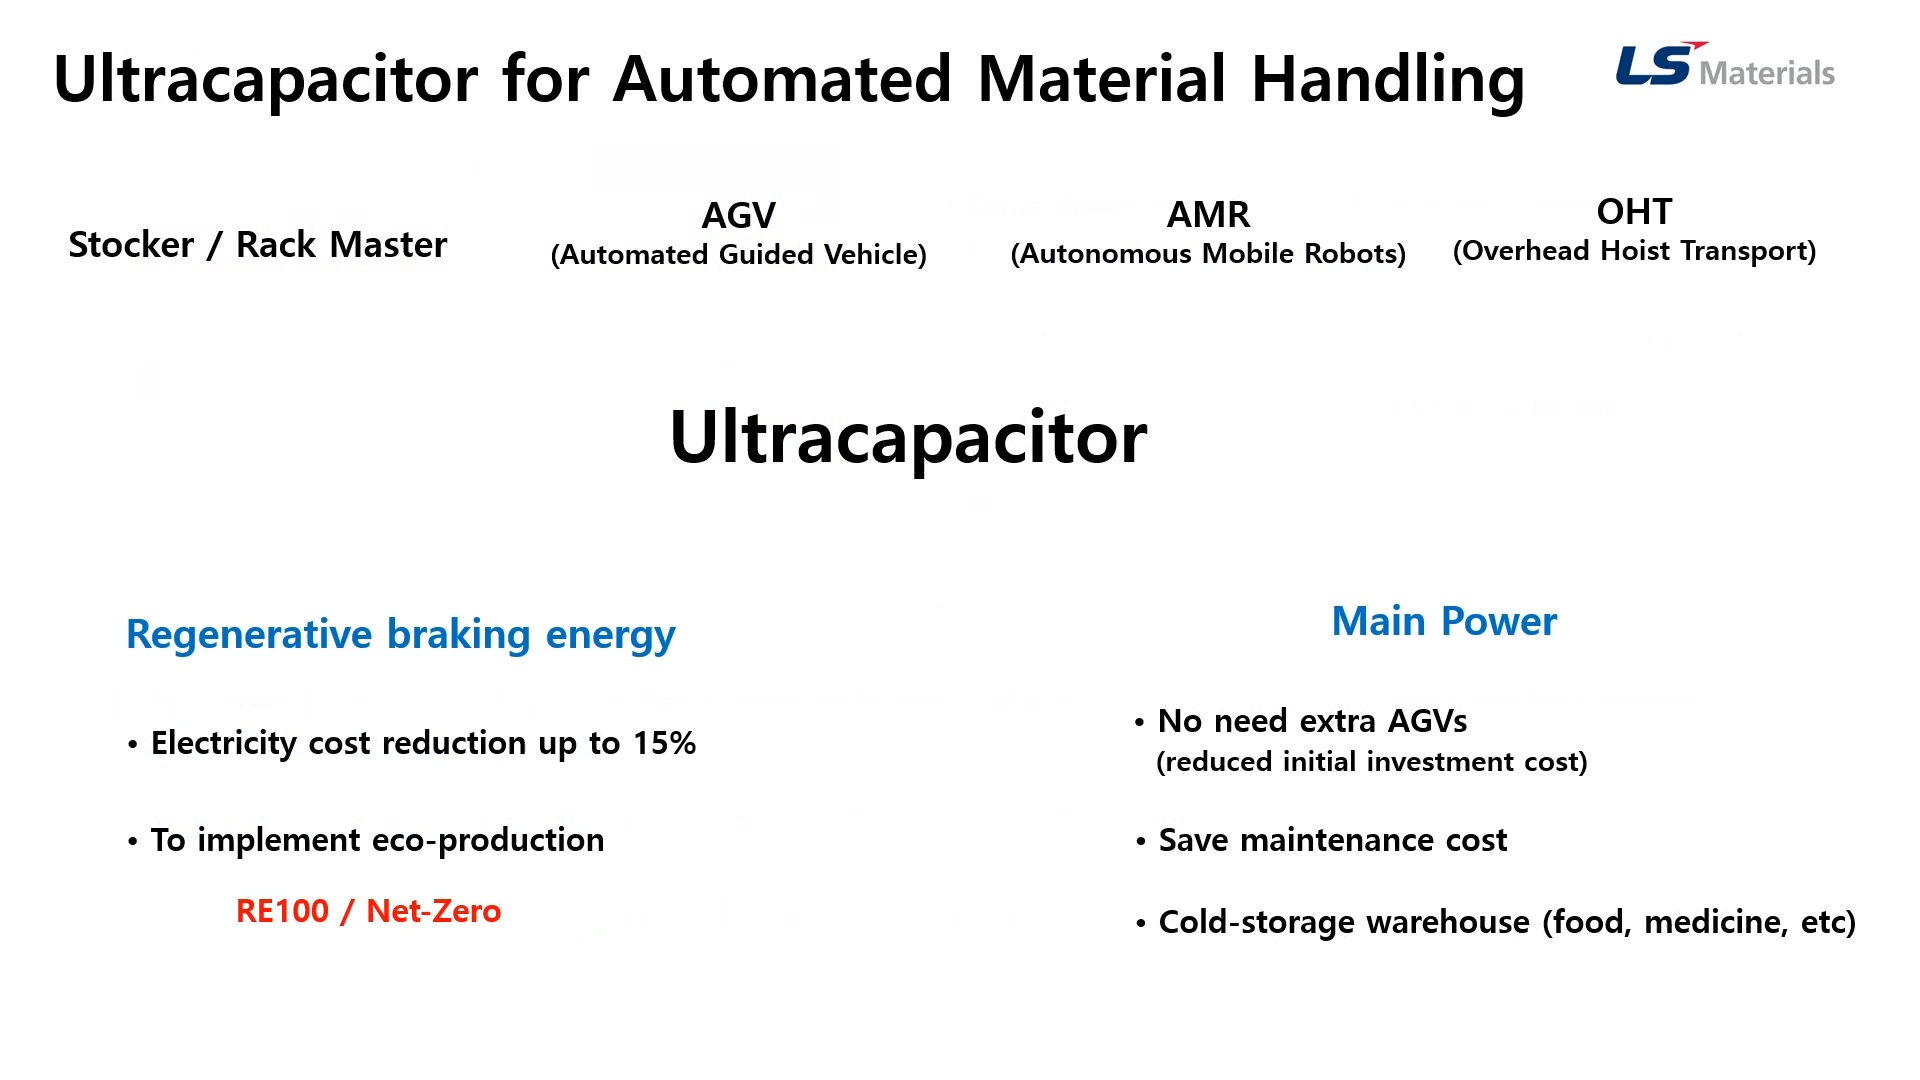 Ultracapacitor for Automated Material Handling
LS Materials
Stocker / Rack Master
AGV
(Automated Guided Vehicle)
AMR
(Autonomous Mobile Robots)
OHT
(Overhead Hoist Transport)
Ultracapacitor
Regenerative braking energy
• Electricity cost reduction up to 15%
• To implement eco-production
RE100 / Net-Zero
Main Power
• No need extra AGVs
(reduced initial investment cost)
• Save maintenance cost
• Cold-storage warehouse (food, medicine, etc)